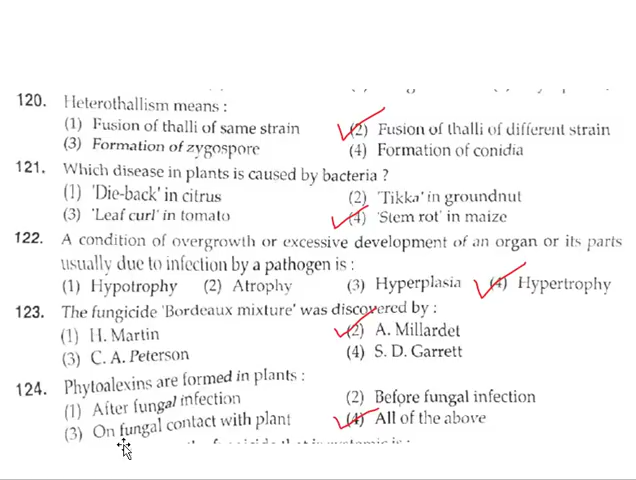 120. Heterothallism means :
(1) Fusion of thalli of same strain (2) Fusion of thalli of different strain
(3) Formation of zygospore (4) Formation of conidia
121. Which disease in plants is caused by bacteria ?
(1) 'Die-back' in citrus (2) 'Tikka' in groundnut
(3) 'Leaf curl' in tomato (4) 'Stem rot' in maize
122. A condition of overgrowth or excessive development of an organ or its parts
usually due to infection by a pathogen is :
(1) Hypotrophy (2) Atrophy (3) Hyperplasia (4) Hypertrophy
123. The fungicide 'Bordeaux mixture' was discovered by :
(1) H. Martin (2) A. Millardet
(3) C. A. Peterson (4) S. D. Garrett
124. Phytoalexins are formed in plants :
(1) After fungal infection (2) Before fungal infection
(3) On fungal contact with plant (4) All of the above
the fungicide that is systemic is :